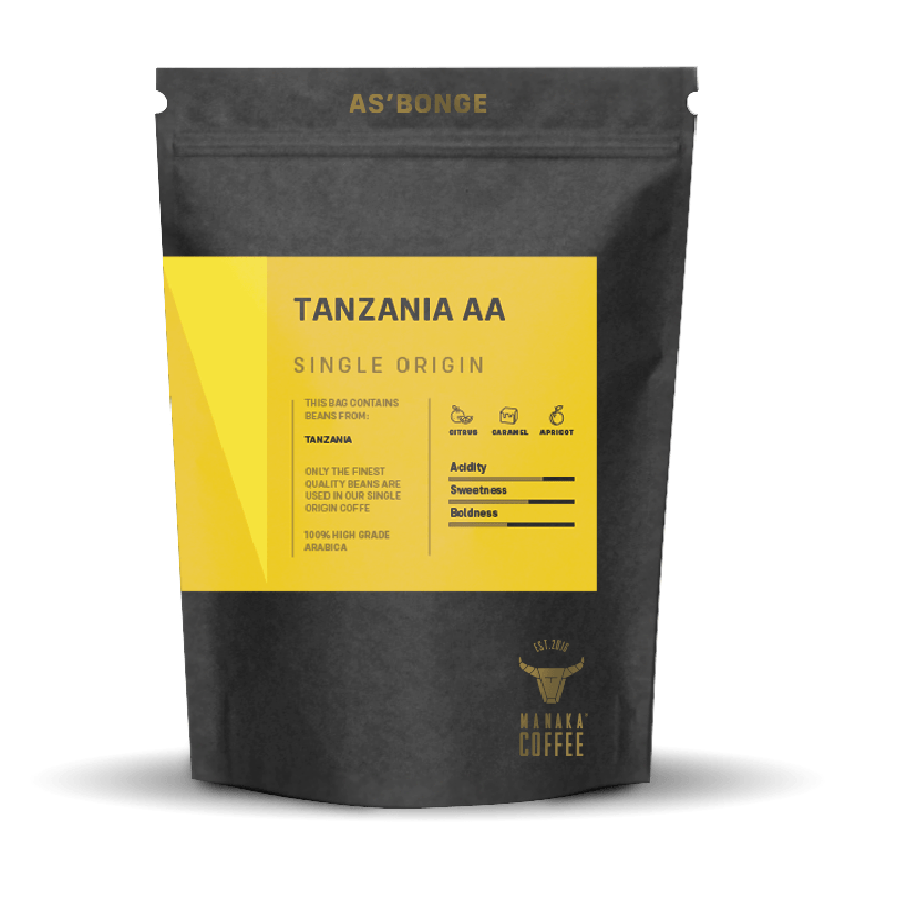 AS'BONGE
TANZANIA AA
SINGLE ORIGIN
THIS BAG CONTAINS
BEANS FROM:
TANZANIA
ONLY THE FINEST
QUALITY BEANS ARE
USED IN OUR SINGLE
ORIGIN COFFE
100% HIGH GRADE
ARABICA
CITRUS CARAMEL APRICOT
Acidity
Sweetness
Boldness
EST. 2016
MANAKA
COFFEE